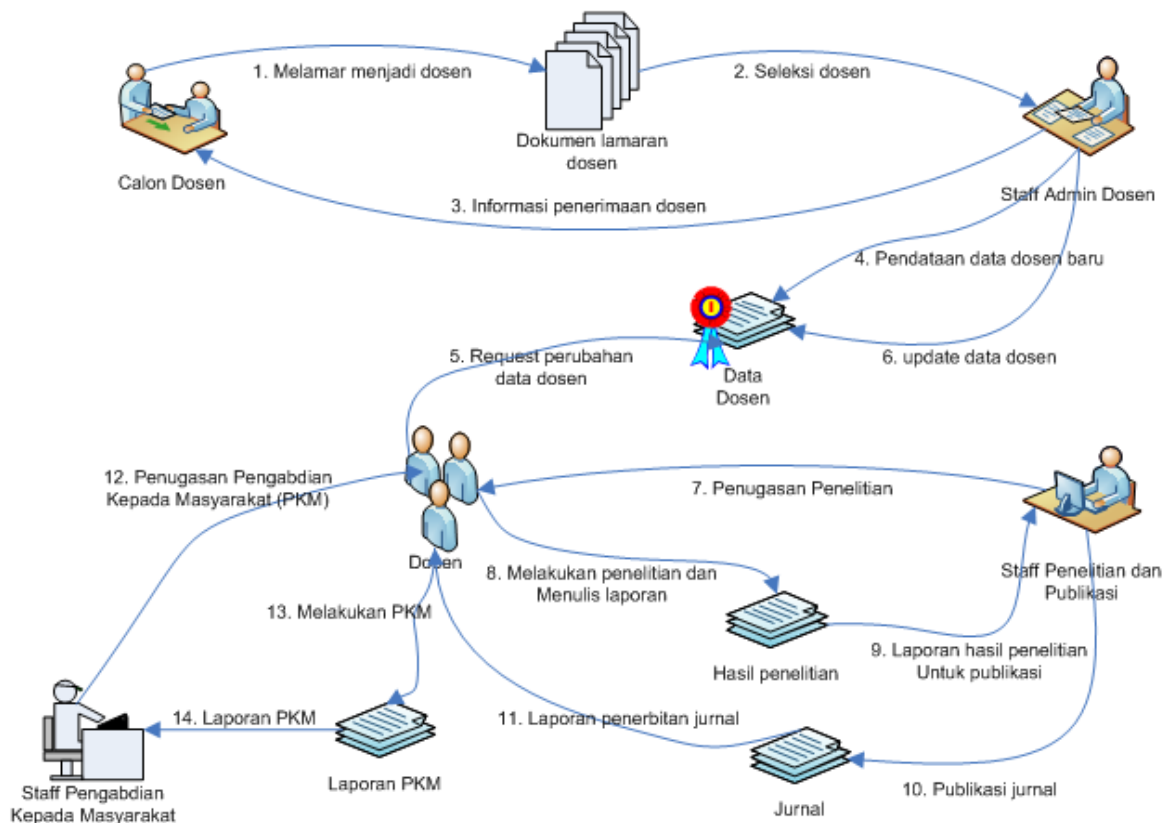 1. Melamar menjadi dosen
2. Seleksi dosen
Dokumen lamaran
dosen
Calon Dosen
Staff Admin Dosen
3. Informasi penerimaan dosen
4. Pendataan data dosen baru
5. Request perubahan
data dosen
6. update data dosen
Data
Dosen
12. Penugasan Pengabdian
Kepada Masyarakat (PKM)
7. Penugasan Penelitian
Dosen
8. Melakukan penelitian dan
Menulis laporan
Staff Penelitian dan
Publikasi
13. Melakukan PKM
Hasil penelitian
9. Laporan hasil penelitian
Untuk publikasi
14. Laporan PKM
11. Laporan penerbitan jurnal
Laporan PKM
10. Publikasi jurnal
Jurnal
Staff Pengabdian
Kepada Masyarakat